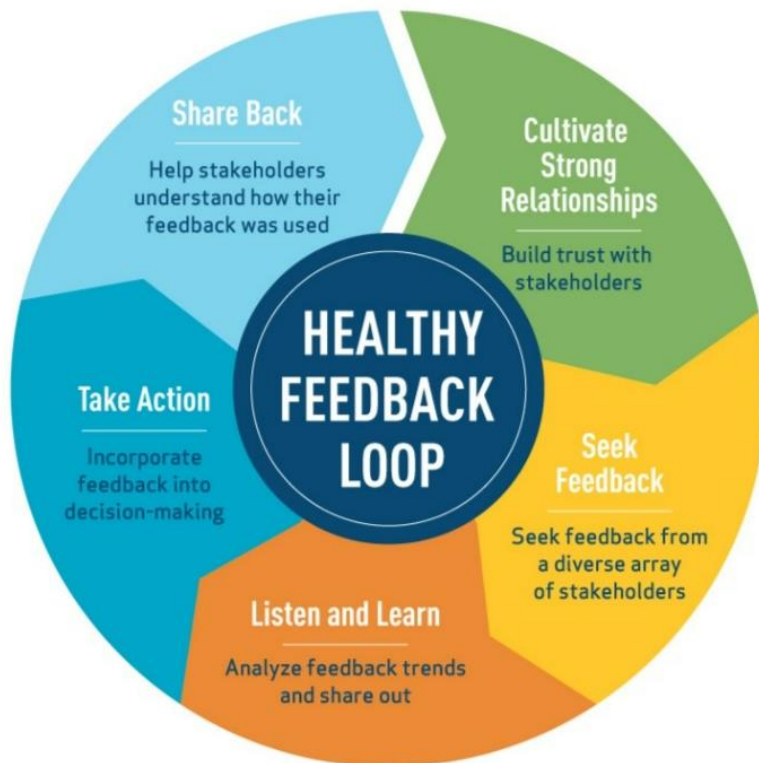 HEALTHY
FEEDBACK
LOOP
Cultivate
Strong
Relationships
Build trust with
stakeholders
Seek
Feedback
Seek feedback from
a diverse array
of stakeholders
Listen and Learn
Analyze feedback trends
and share out
Take Action
Incorporate
feedback into
decision-making
Share Back
Help stakeholders
understand how their
feedback was used